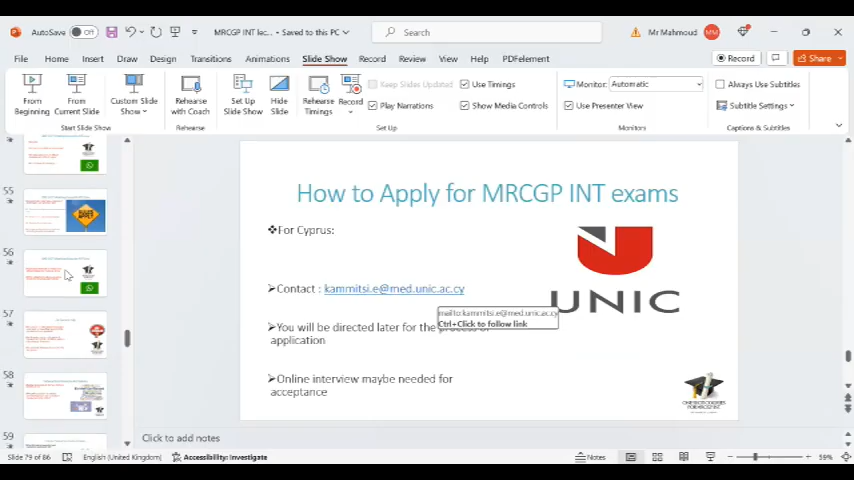 AutoSave Off MRCGP INT lec... • Saved to this PC Search Mr Mahmoud MM
File Home Insert Draw Design Transitions Animations Slide Show Record Review View Help PDFelement Record Share
From Beginning From Current Slide Custom Slide Show Rehearse with Coach Set Up Slide Show Hide Slide Rehearse Timings Record
Keep Slides Updated Use Timings
Play Narrations Show Media Controls
Monitor: Automatic
Use Presenter View
Always Use Subtitles
Subtitle Settings
Start Slide Show Rehearse Set Up Monitors Captions & Subtitles
55
56
57
58
59
How to Apply for MRCGP INT exams
❖For Cyprus:
➢Contact : kammitsi.e@med.unic.ac.cy
mailto:kammitsi.e@med.unic.ac.cy
Ctrl+Click to follow link
➢You will be directed later for the process of
application
➢Online interview maybe needed for
acceptance
UNIC
Click to add notes
Slide 79 of 86 English (United Kingdom) Accessibility: Investigate Notes 59%